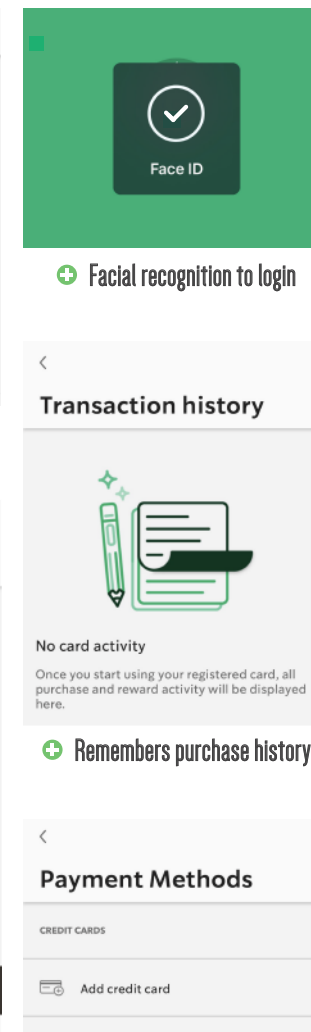 Face ID
Facial recognition to login
Transaction history
No card activity
Once you start using your registered card, all
purchase and reward activity will be displayed
here.
Remembers purchase history
Payment Methods
CREDIT CARDS
Add credit card